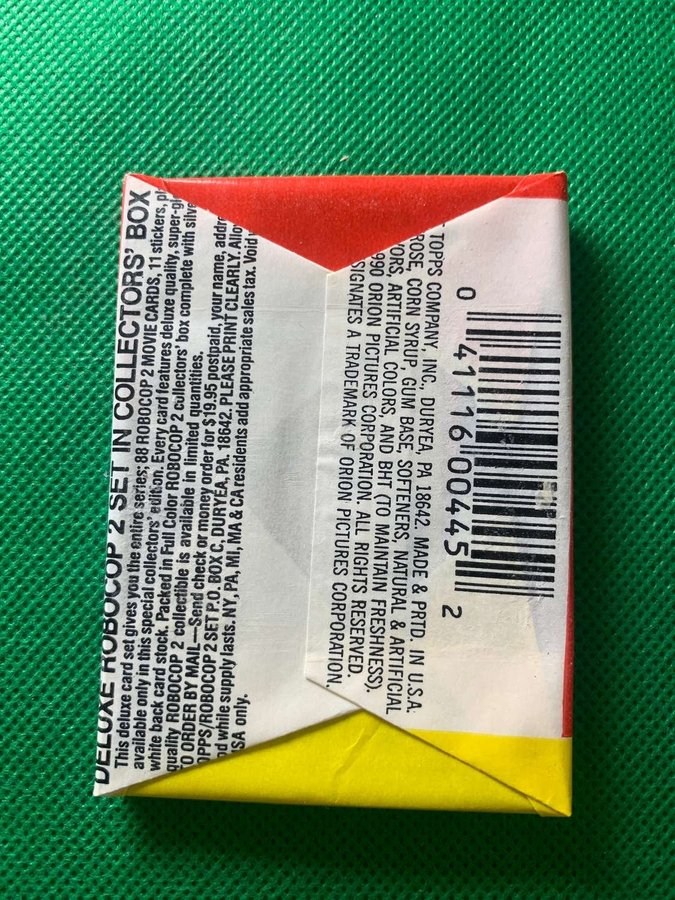 DELUXE ROBOCOP 2 SET IN COLLECTORS' BOX
This deluxe card set gives you the entire series; 88 ROBOCOP 2 MOVIE CARDS, 11 stickers,
available only in this special collectors' edition. Every card features deluxe quality,
white back card stock. Packed in Full Color ROBOCOP 2 collectors' box complete with
quality ROBOCOP 2 collectible is available in limited quantities.
TO ORDER BY MAIL—Send check or money order for $19.95 postpaid, your name,
OPPS/ROBOCOP 2 SET P.O. BOX C, DURYEA, PA. 18642. PLEASE PRINT CLEARLY.
while supply lasts. NY, PA, MI, MA & CA residents add appropriate sales tax. Void
only.
TOPPS COMPANY, INC., DURYEA, PA 18642. MADE & PRTD. IN U.S.A.
ROSE, CORN SYRUP, GUM BASE, SOFTENERS, NATURAL & ARTIFICIAL
VORS, ARTIFICIAL COLORS, AND BHT (TO MAINTAIN FRESHNESS).
990 ORION PICTURES CORPORATION. ALL RIGHTS RESERVED.
SIGNATES A TRADEMARK OF ORION PICTURES CORPORATION.
0 41116 00445 2